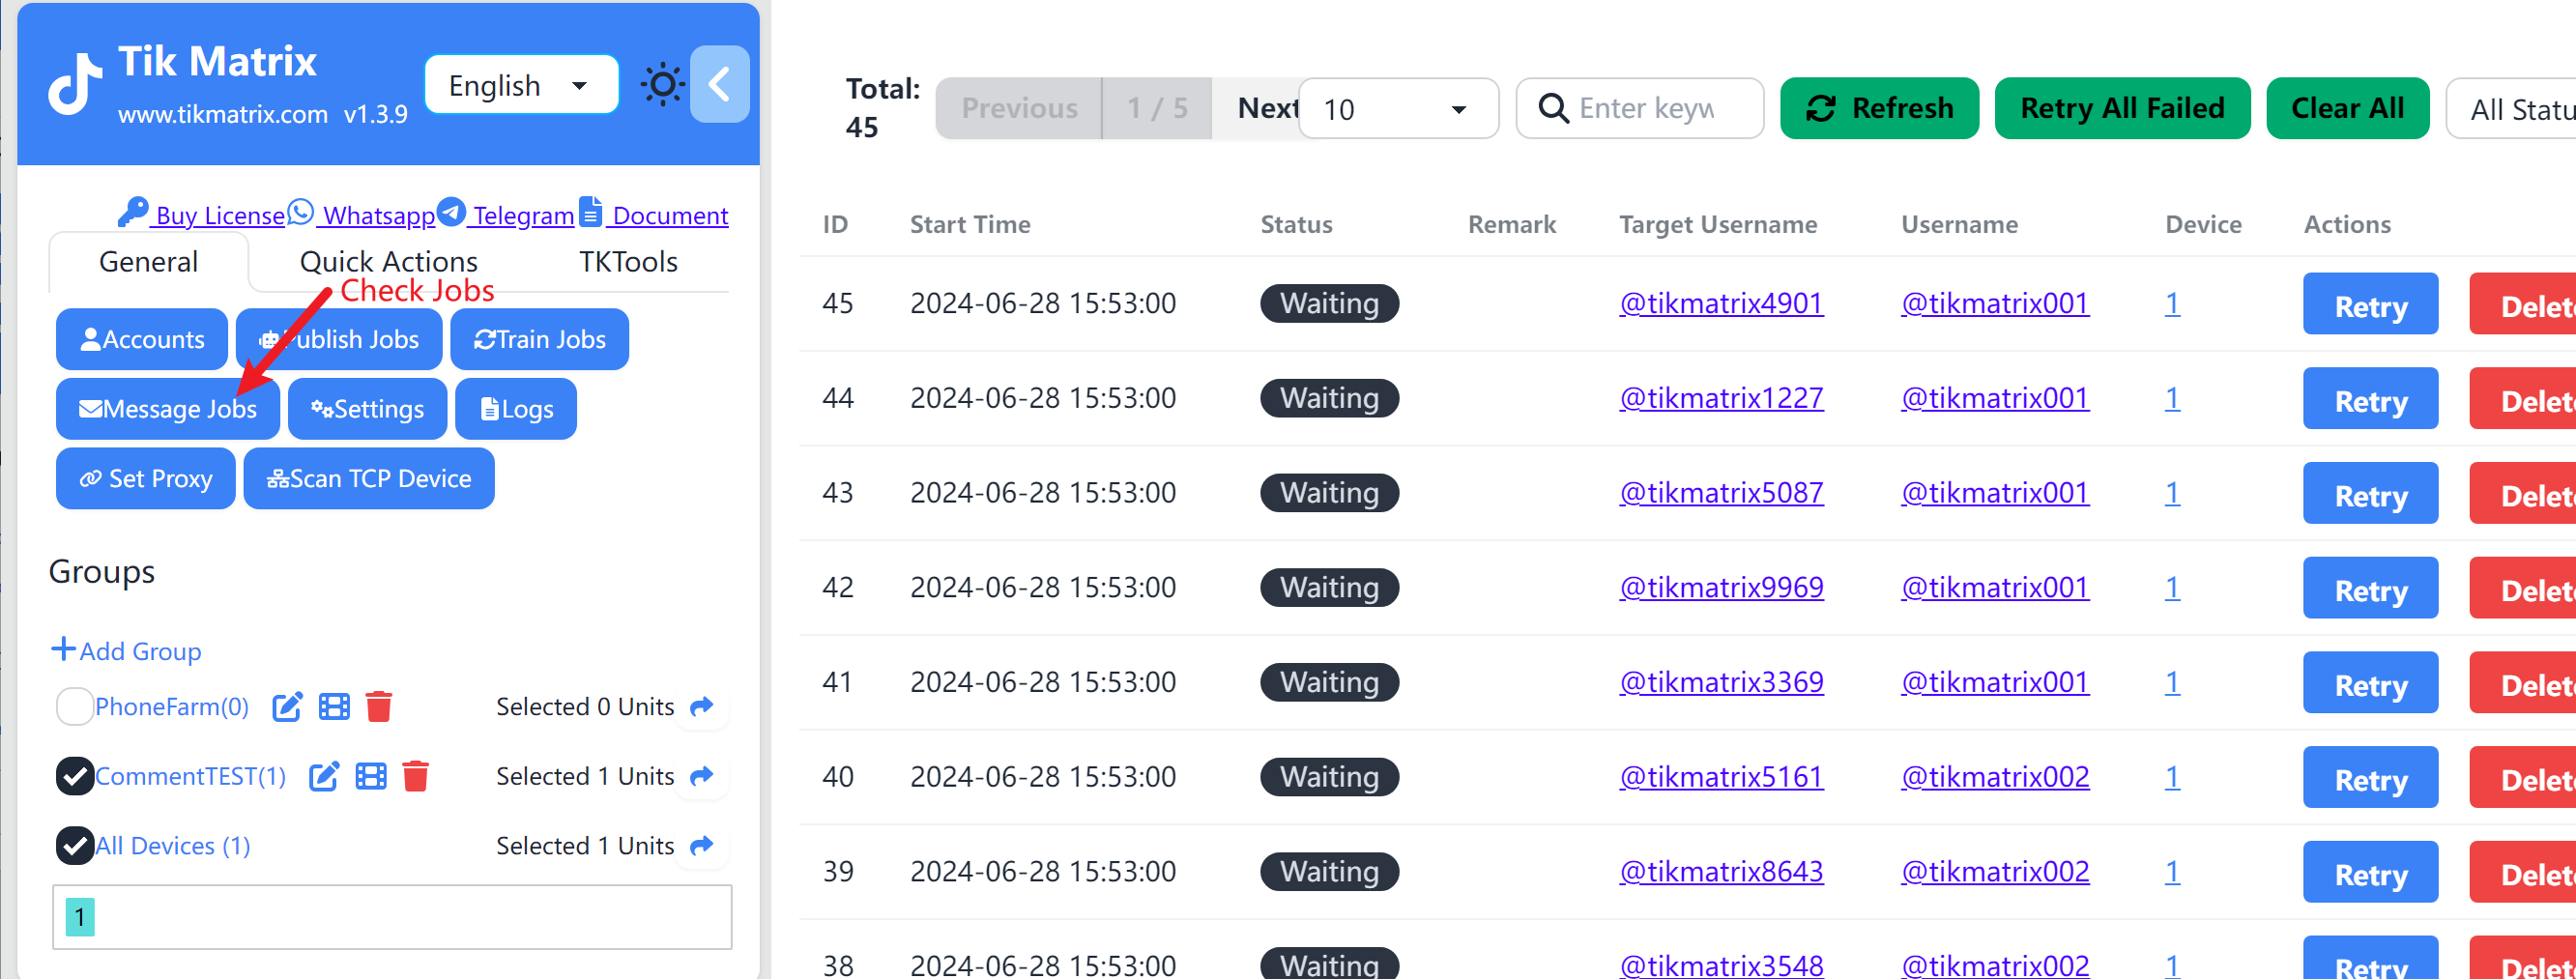 Tik Matrix
www.tikmatrix.com v1.3.9
English
Buy License Whatsapp Telegram Document
General Quick Actions TKTools
Check Jobs
Accounts Publish Jobs Train Jobs
Message Jobs Settings Logs
Set Proxy Scan TCP Device
Groups
Add Group
PhoneFarm(0) Selected 0 Units
CommentTEST(1) Selected 1 Units
All Devices (1) Selected 1 Units
1
Total: 45 Previous 1 / 5 Next 10 Enter keyw Refresh Retry All Failed Clear All All Statu
ID Start Time Status Remark Target Username Username Device Actions
45 2024-06-28 15:53:00 Waiting @tikmatrix4901 @tikmatrix001 1 Retry Delete
44 2024-06-28 15:53:00 Waiting @tikmatrix1227 @tikmatrix001 1 Retry Delete
43 2024-06-28 15:53:00 Waiting @tikmatrix5087 @tikmatrix001 1 Retry Delete
42 2024-06-28 15:53:00 Waiting @tikmatrix9969 @tikmatrix001 1 Retry Delete
41 2024-06-28 15:53:00 Waiting @tikmatrix3369 @tikmatrix001 1 Retry Delete
40 2024-06-28 15:53:00 Waiting @tikmatrix5161 @tikmatrix002 1 Retry Delete
39 2024-06-28 15:53:00 Waiting @tikmatrix8643 @tikmatrix002 1 Retry Delete
38 2024-06-28 15:53:00 Waiting @tikmatrix3548 @tikmatrix002 1 Retry Delete